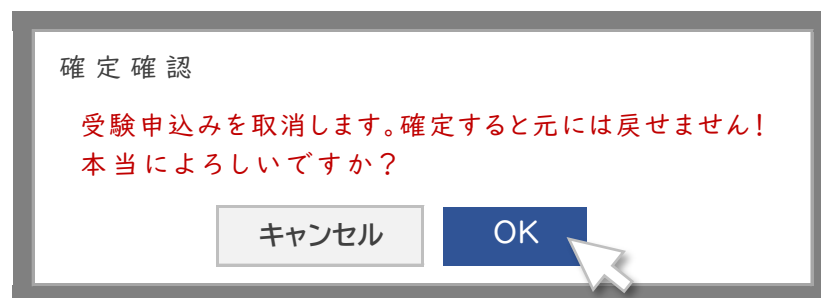 確定確認
受験申込みを取消します。確定すると元には戻せません!
本当によろしいですか?
キャンセル
OK